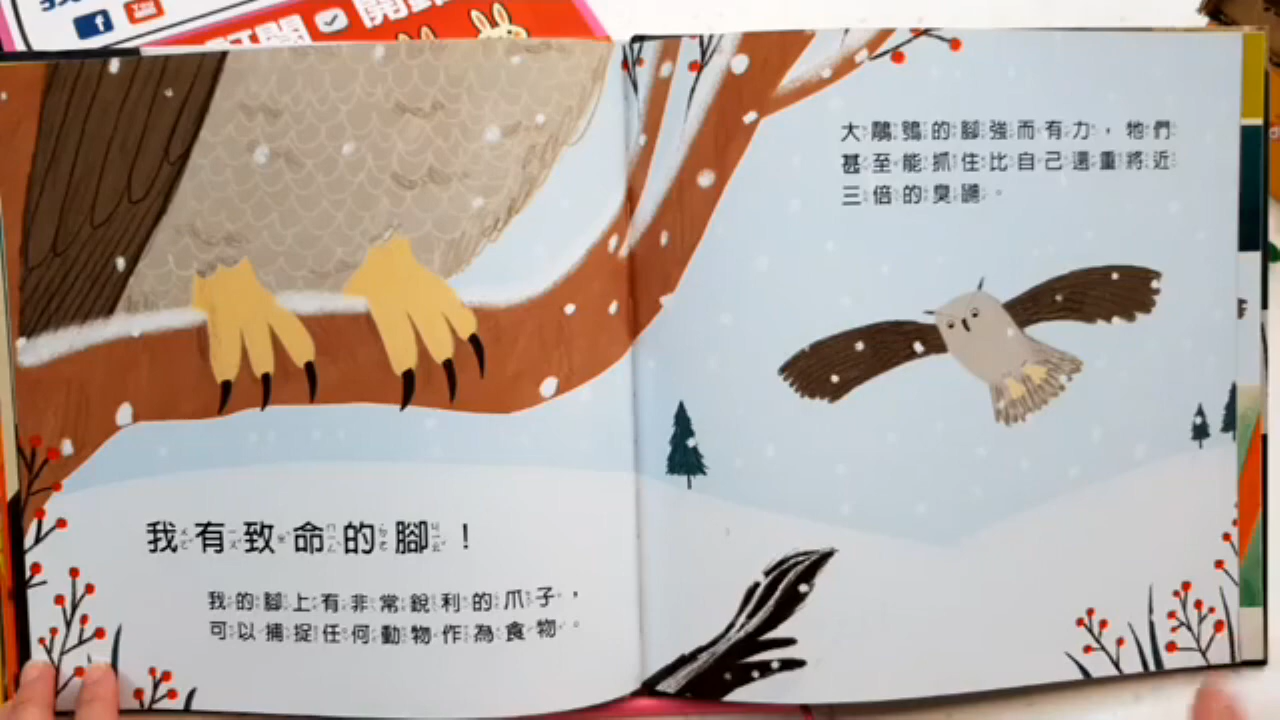 You
我有致命的腳！
我的腳上有非常銳利的爪子，
可以捕捉任何動物作為食物。
大鵰鴞的腳強而有力，牠們
甚至能抓住比自己還重將近
三倍的臭鼬。